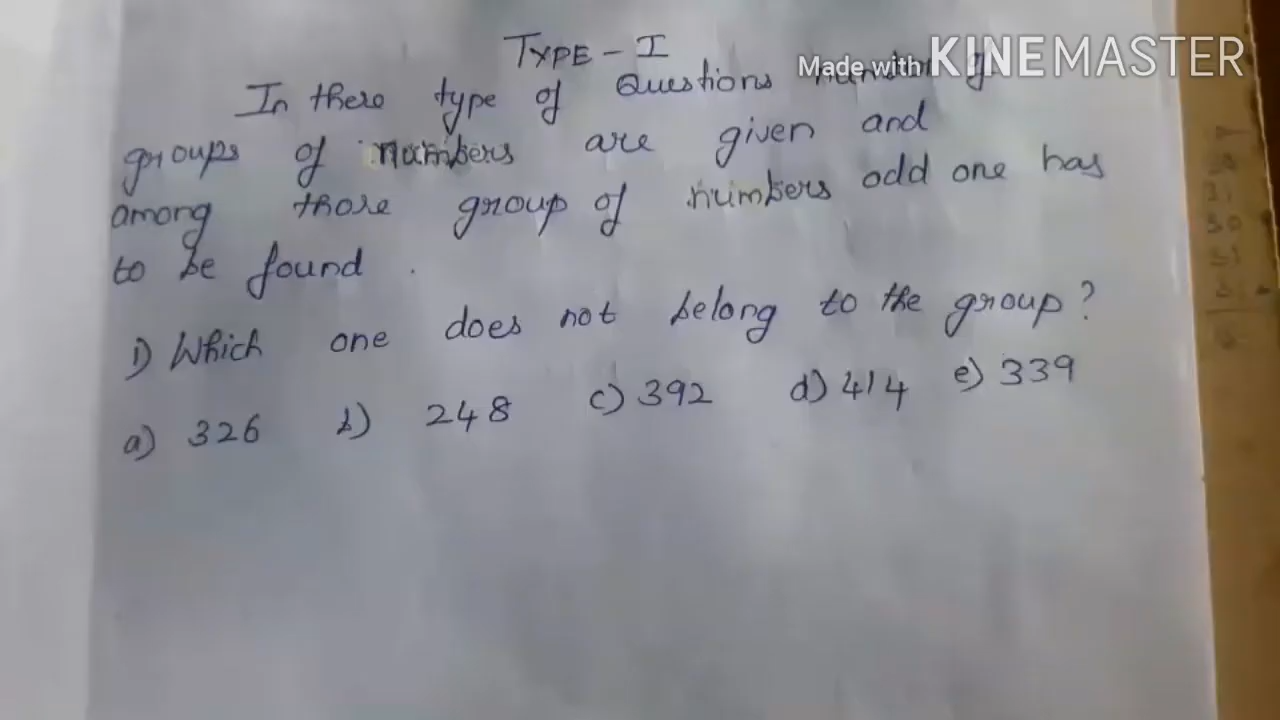 TYPE - I
Made with KINEMASTER
In these type of Questions number of
groups of numbers are given and
among those group of numbers odd one has
to be found.
1) Which one does not belong to the group?
a) 326 b) 248 c) 392 d) 414 e) 339